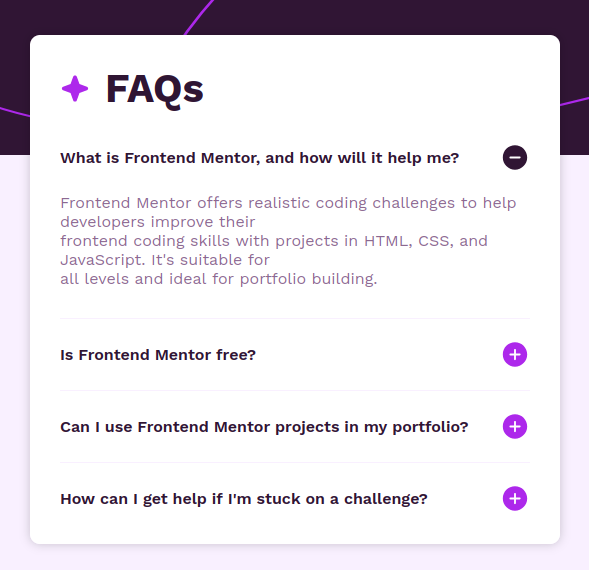 FAQs
What is Frontend Mentor, and how will it help me?
Frontend Mentor offers realistic coding challenges to help
developers improve their
frontend coding skills with projects in HTML, CSS, and
JavaScript. It's suitable for
all levels and ideal for portfolio building.
Is Frontend Mentor free?
Can I use Frontend Mentor projects in my portfolio?
How can I get help if I'm stuck on a challenge?